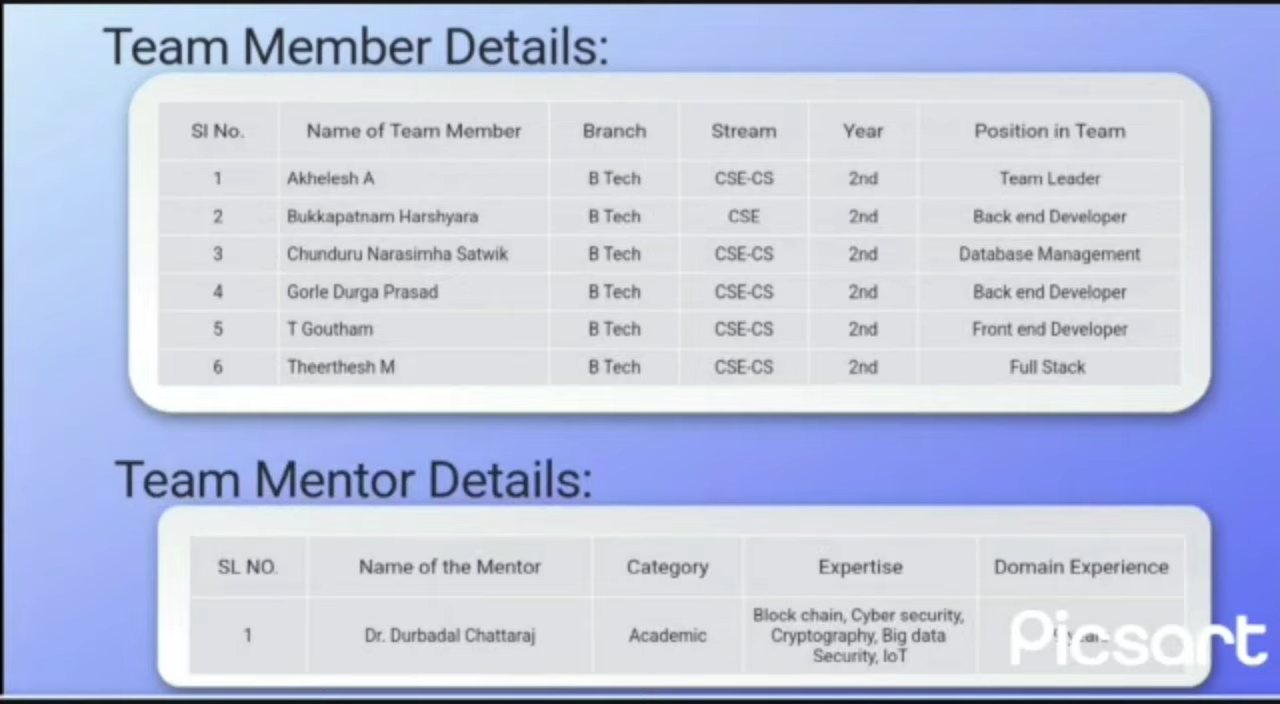 Team Member Details:
Sl No. Name of Team Member Branch Stream Year Position in Team
1 Akhelesh A B Tech CSE-CS 2nd Team Leader
2 Bukkapatnam Harshyara B Tech CSE 2nd Back end Developer
3 Chunduru Narasimha Satwik B Tech CSE-CS 2nd Database Management
4 Gorle Durga Prasad B Tech CSE-CS 2nd Back end Developer
5 T Goutham B Tech CSE-CS 2nd Front end Developer
6 Theerthesh M B Tech CSE-CS 2nd Full Stack
Team Mentor Details:
SL NO. Name of the Mentor Category Expertise Domain Experience
Block chain, Cyber security,
1 Dr. Durbadal Chattaraj Academic Cryptography, Big data
Security, IoT
Picsart